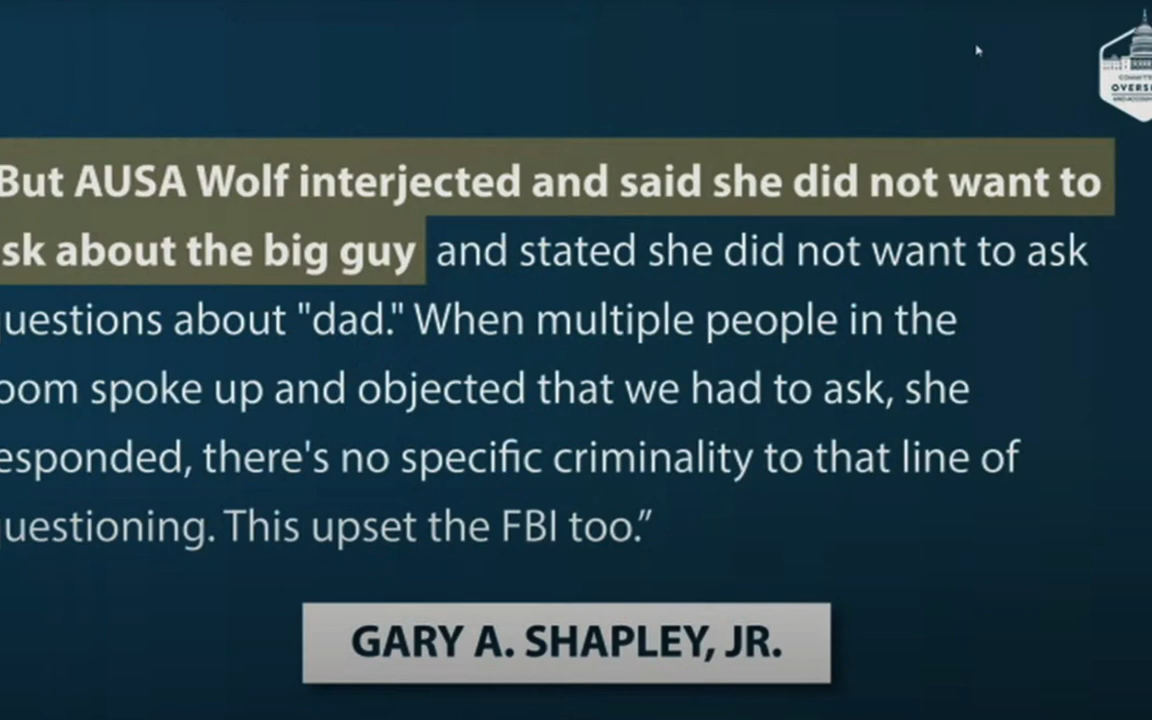 But AUSA Wolf interjected and said she did not want to
sk about the big guy and stated she did not want to ask
uestions about "dad." When multiple people in the
oom spoke up and objected that we had to ask, she
esponded, there's no specific criminality to that line of
uestioning. This upset the FBI too.”
GARY A. SHAPLEY, JR.
OVERS